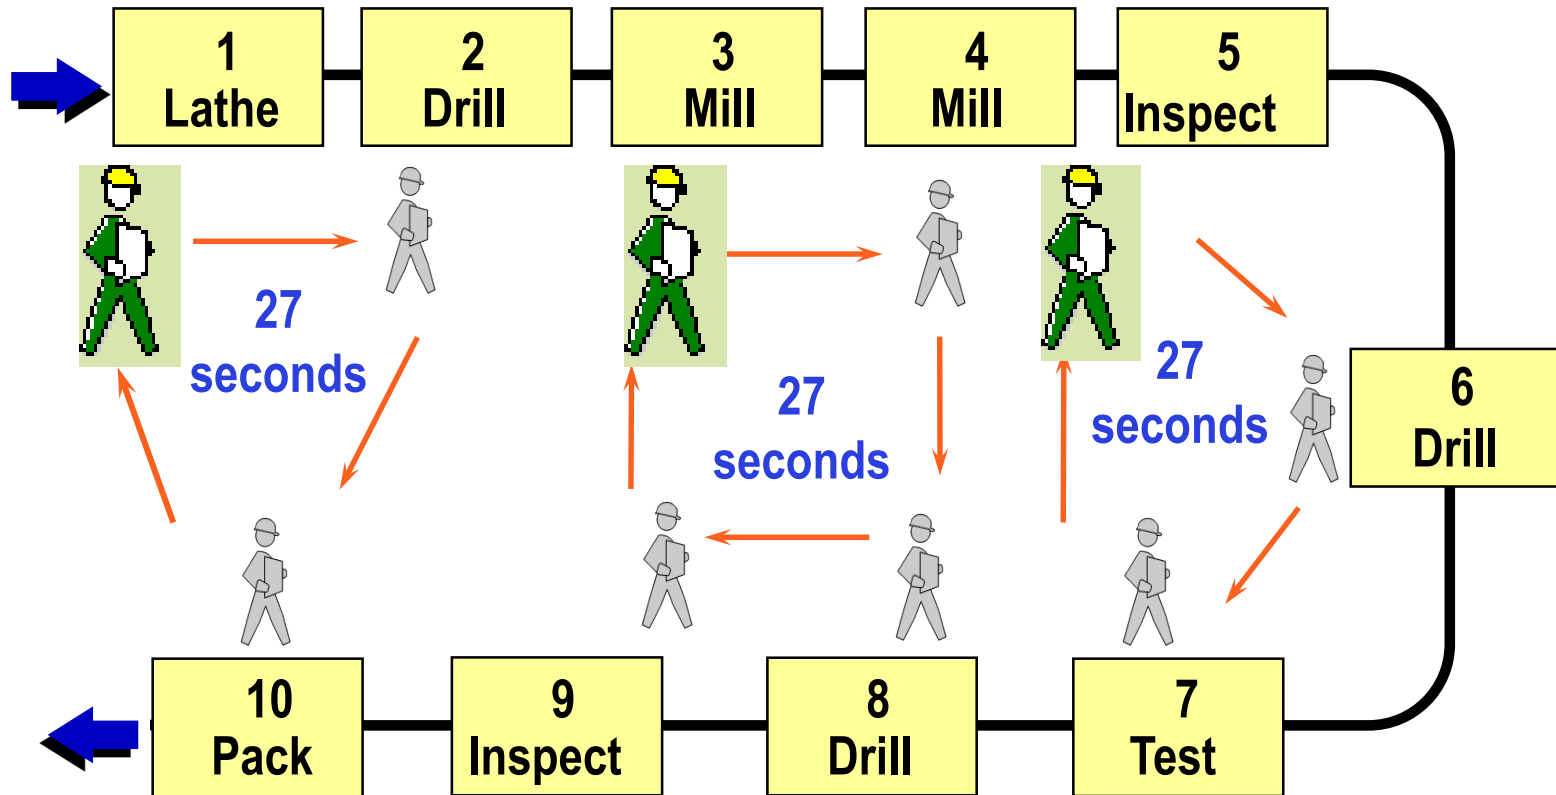 1
Lathe
2
Drill
3
Mill
4
Mill
5
Inspect
27
seconds
27
seconds
27
seconds
6
Drill
10
Pack
9
Inspect
8
Drill
7
Test